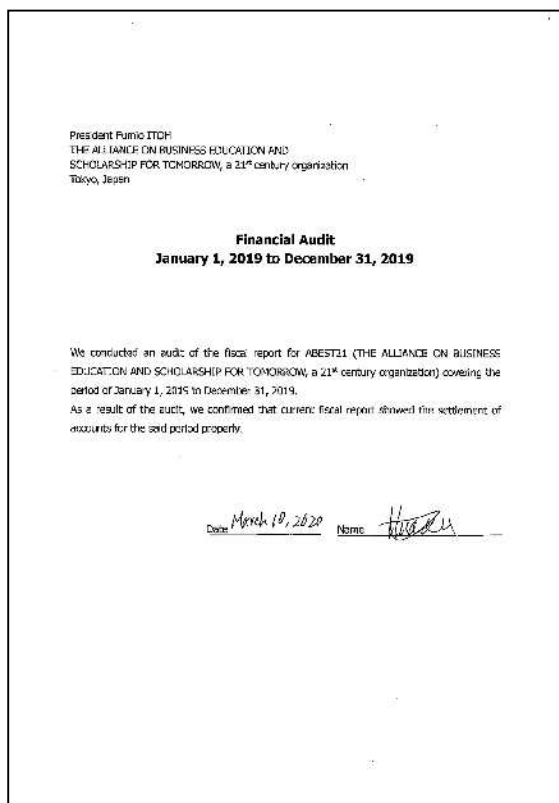 President Fumio ITOH
THE ALLIANCE ON BUSINESS EDUCATION AND
SCHOLARSHIP FOR TOMORROW, a 21st century organization
Tokyo, Japan
Financial Audit
January 1, 2019 to December 31, 2019
We conducted an audit of the fiscal report for ABEST21 (THE ALLIANCE ON BUSINESS
EDUCATION AND SCHOLARSHIP FOR TOMORROW, a 21st century organization) covering the
period of January 1, 2019 to December 31, 2019.
As a result of the audit, we confirmed that current fiscal report showed the settlement of
accounts for the said period properly.
Date March 10, 2020 Name